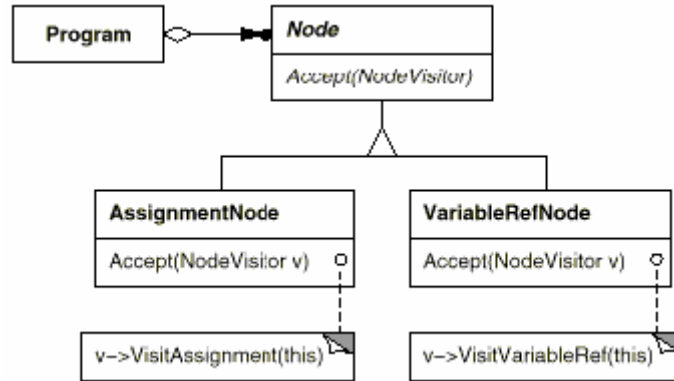 Program
Node
Accept(NodeVisitor)
AssignmentNode
Accept(NodeVisitor v)
v->VisitAssignment(this)
VariableRefNode
Accept(NodeVisitor v)
v->VisitVariableRef(this)